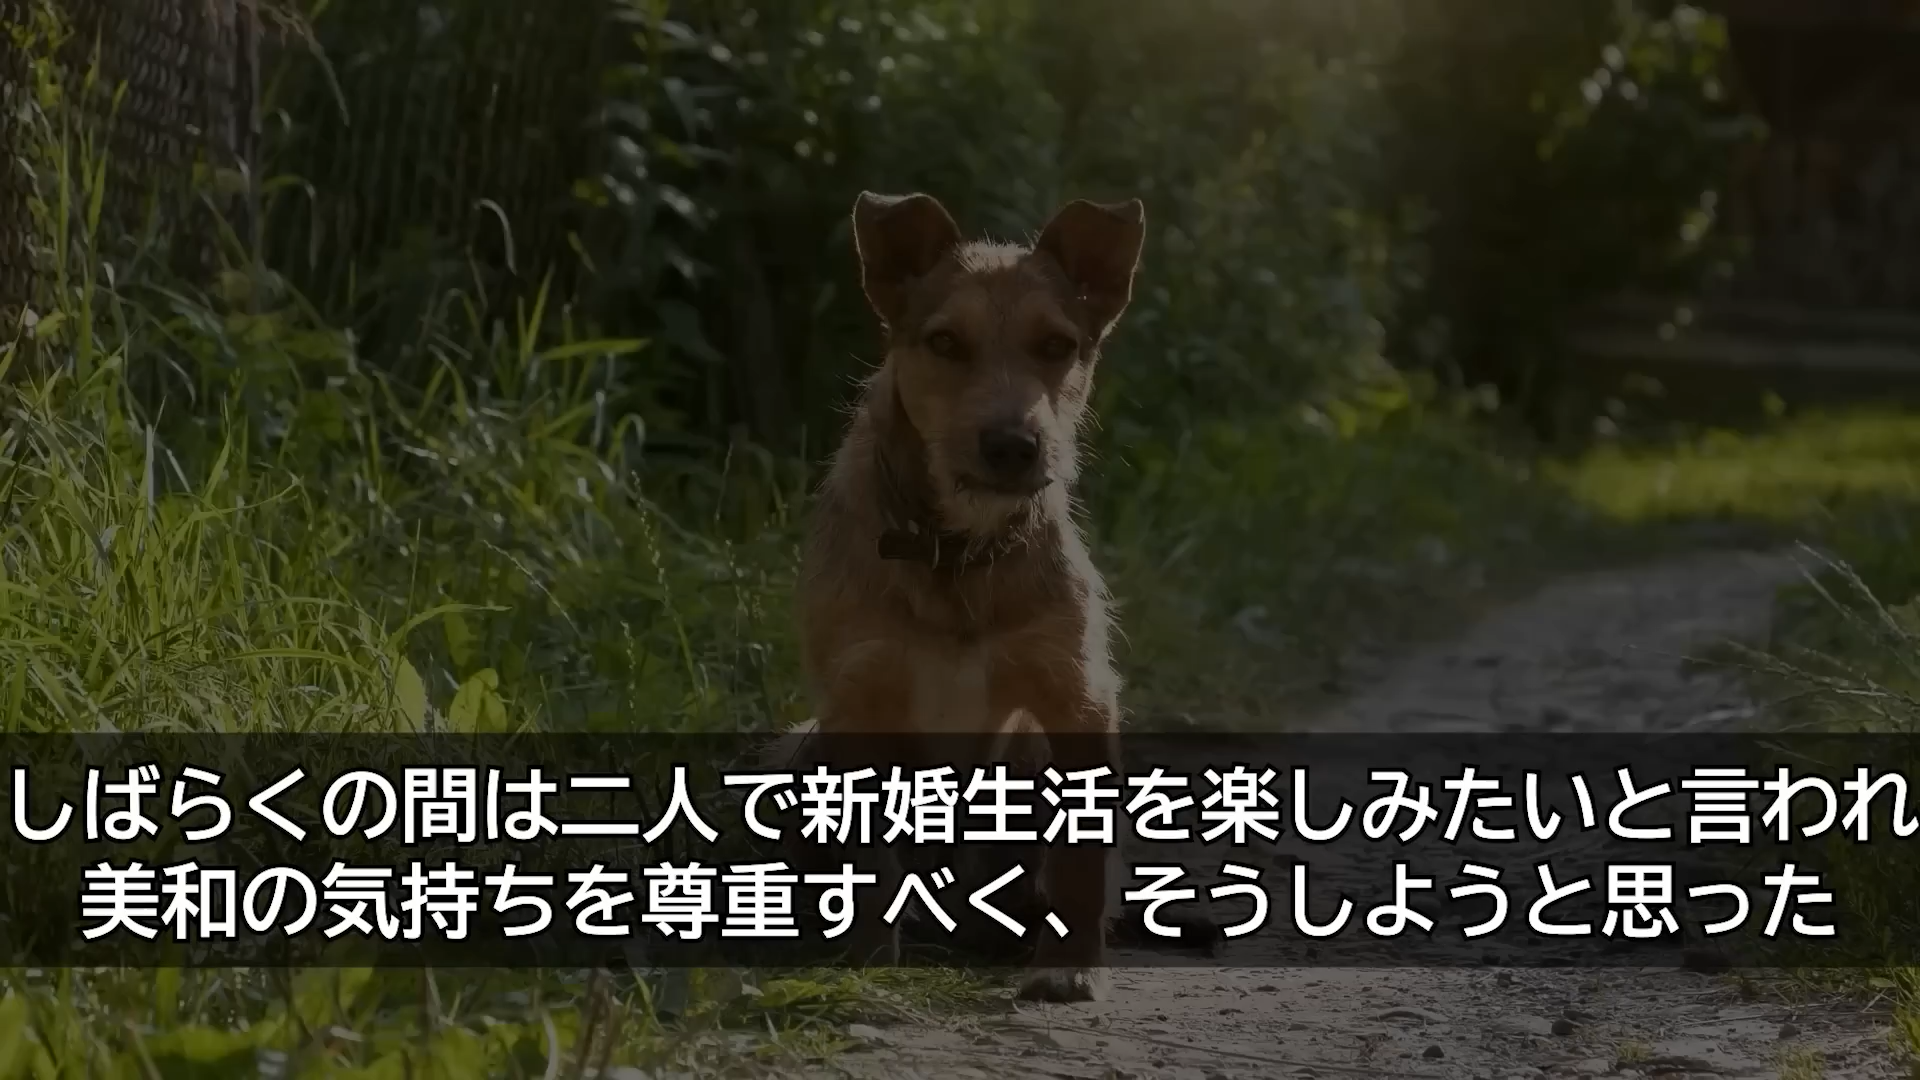 しばらくの間は二人で新婚生活を楽しみたいと言われ
美和の気持ちを尊重すべく、そうしようと思った